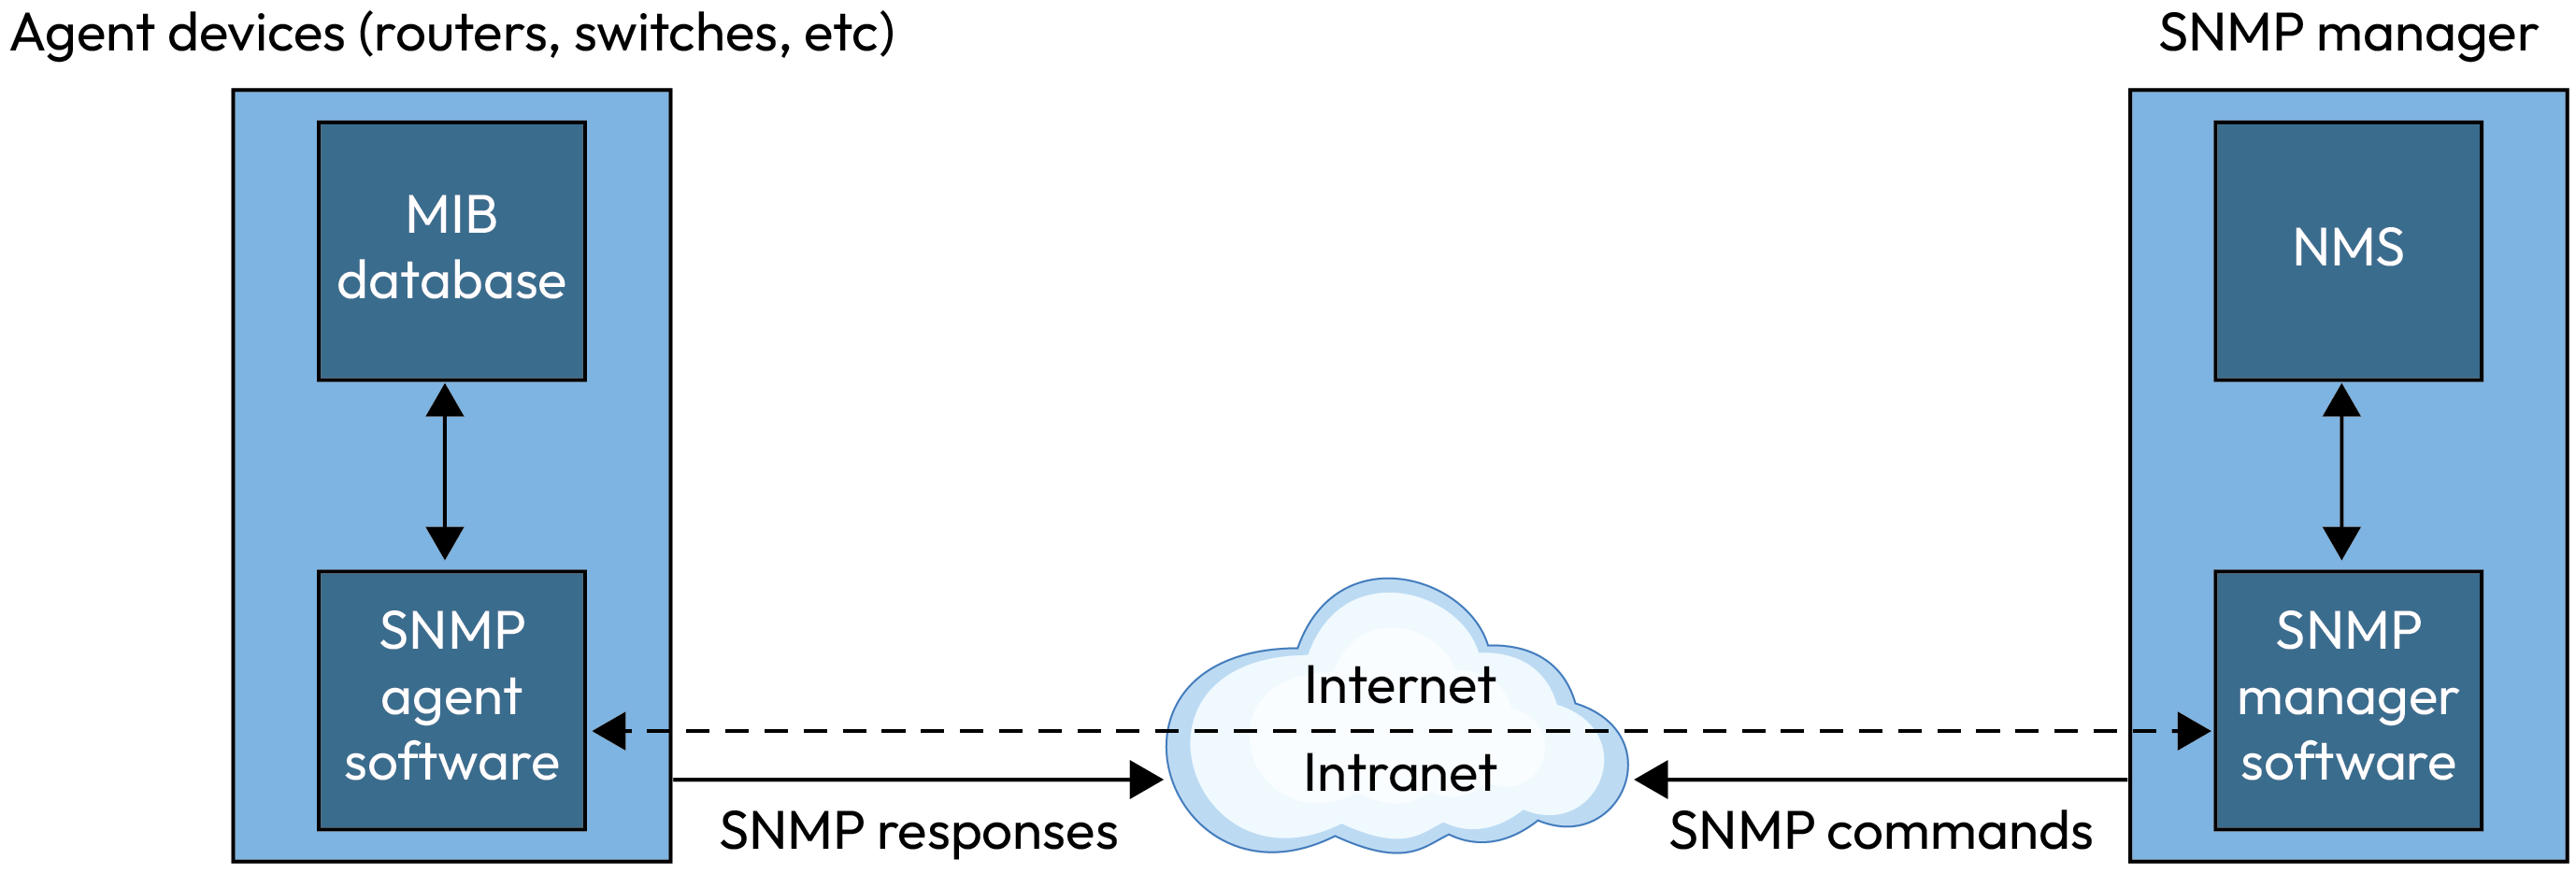 Agent devices (routers, switches, etc)
SNMP manager
MIB
database
NMS
SNMP
agent
software
SNMP
manager
software
Internet
Intranet
SNMP responses
SNMP commands